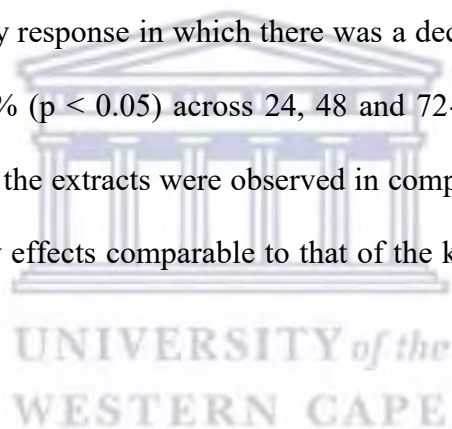 y response in which there was a dec
% (p < 0.05) across 24, 48 and 72-
the extracts were observed in comp
y effects comparable to that of the k
UNIVERSITY of the
WESTERN CAPE